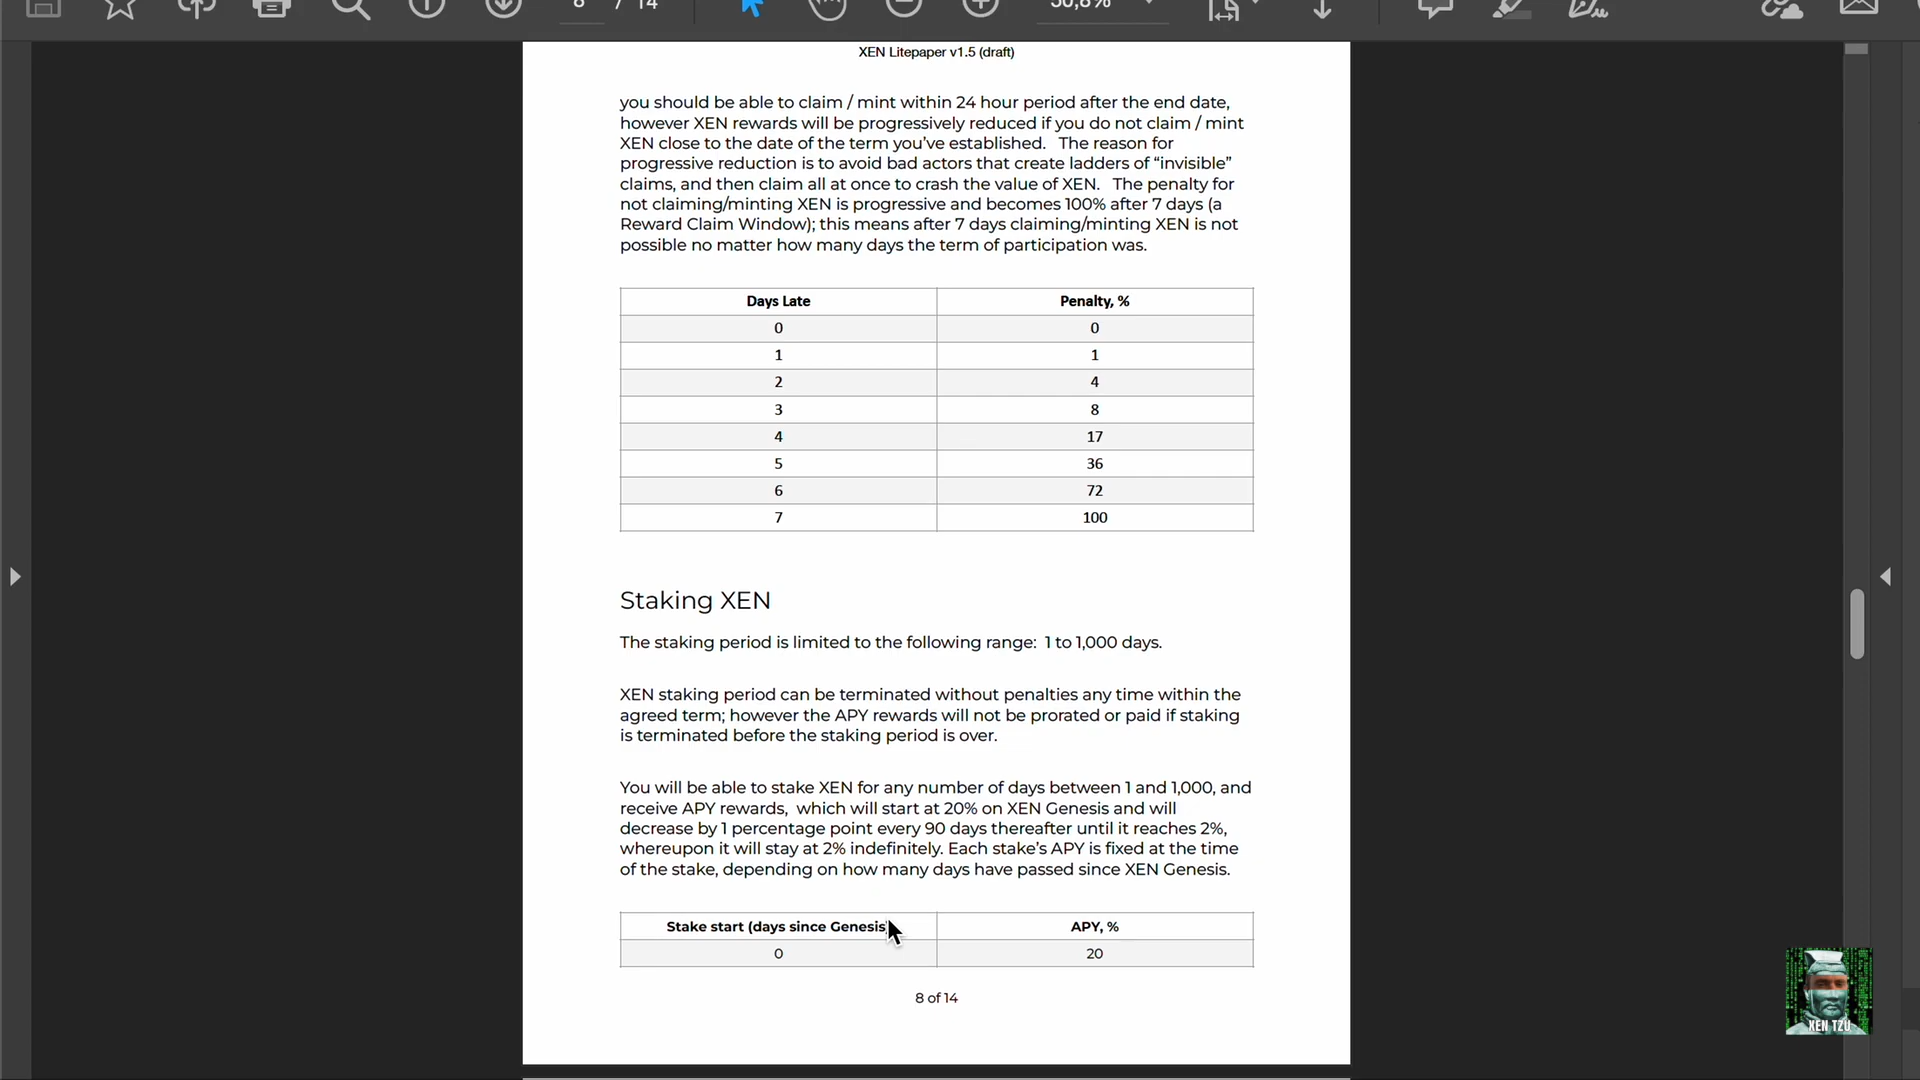 8 / 14
XEN Litepaper v1.5 (draft)
you should be able to claim / mint within 24 hour period after the end date,
however XEN rewards will be progressively reduced if you do not claim / mint
XEN close to the date of the term you’ve established. The reason for
progressive reduction is to avoid bad actors that create ladders of “invisible”
claims, and then claim all at once to crash the value of XEN. The penalty for
not claiming/minting XEN is progressive and becomes 100% after 7 days (a
Reward Claim Window); this means after 7 days claiming/minting XEN is not
possible no matter how many days the term of participation was.
Days Late Penalty, %
0 0
1 1
2 4
3 8
4 17
5 36
6 72
7 100
Staking XEN
The staking period is limited to the following range: 1 to 1,000 days.
XEN staking period can be terminated without penalties any time within the
agreed term; however the APY rewards will not be prorated or paid if staking
is terminated before the staking period is over.
You will be able to stake XEN for any number of days between 1 and 1,000, and
receive APY rewards, which will start at 20% on XEN Genesis and will
decrease by 1 percentage point every 90 days thereafter until it reaches 2%,
whereupon it will stay at 2% indefinitely. Each stake’s APY is fixed at the time
of the stake, depending on how many days have passed since XEN Genesis.
Stake start (days since Genesis) APY, %
0 20
8 of 14
XEN TZU